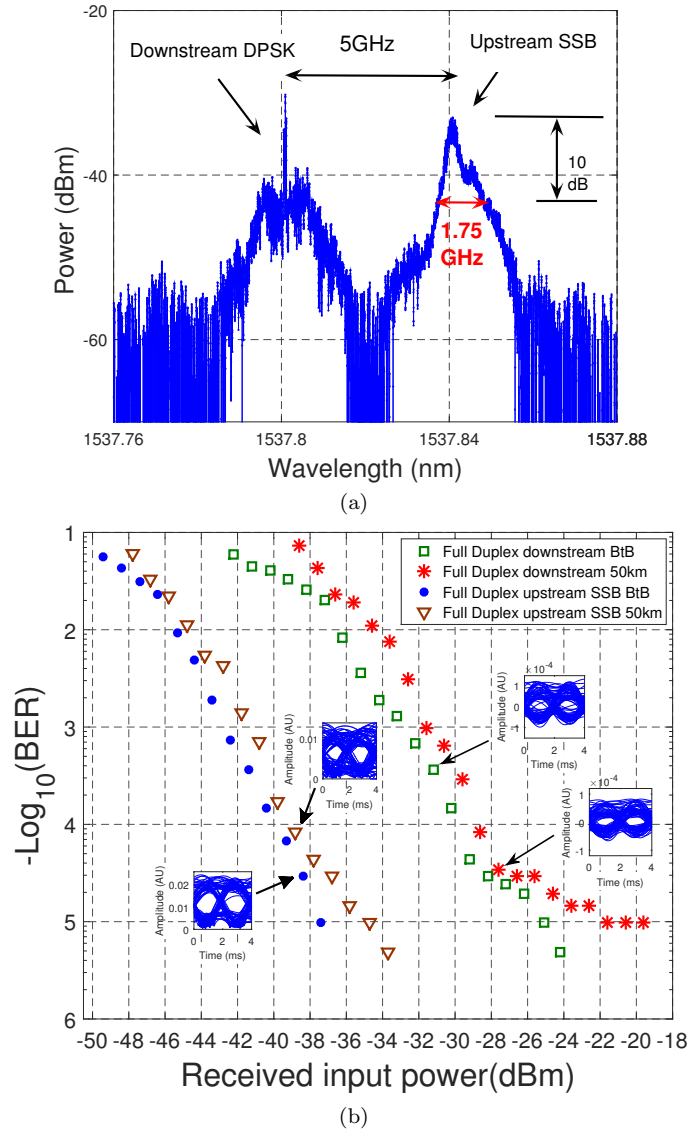 -20
Downstream DPSK
5GHz
Upstream SSB
-40
10
dB
1.75
GHz
-60
Power (dBm)
1537.76
1537.8
1537.84
1537.88
Wavelength (nm)
(a)
1
2
3
4
5
6
-Log10(BER)
Full Duplex downstream BtB
Full Duplex downstream 50km
Full Duplex upstream SSB BtB
Full Duplex upstream SSB 50km
×10-4
1
0
-1
Amplitude (AU)
0 2 4
Time (ms)
0.01
0
Amplitude (AU)
0 2 4
Time (ms)
×10-4
1
0
-1
Amplitude (AU)
0 2 4
Time (ms)
0.02
0.01
0
Amplitude (AU)
0 2 4
Time (ms)
-50 -48 -46 -44 -42 -40 -38 -36 -34 -32 -30 -28 -26 -24 -22 -20 -18
Received input power(dBm)
(b)